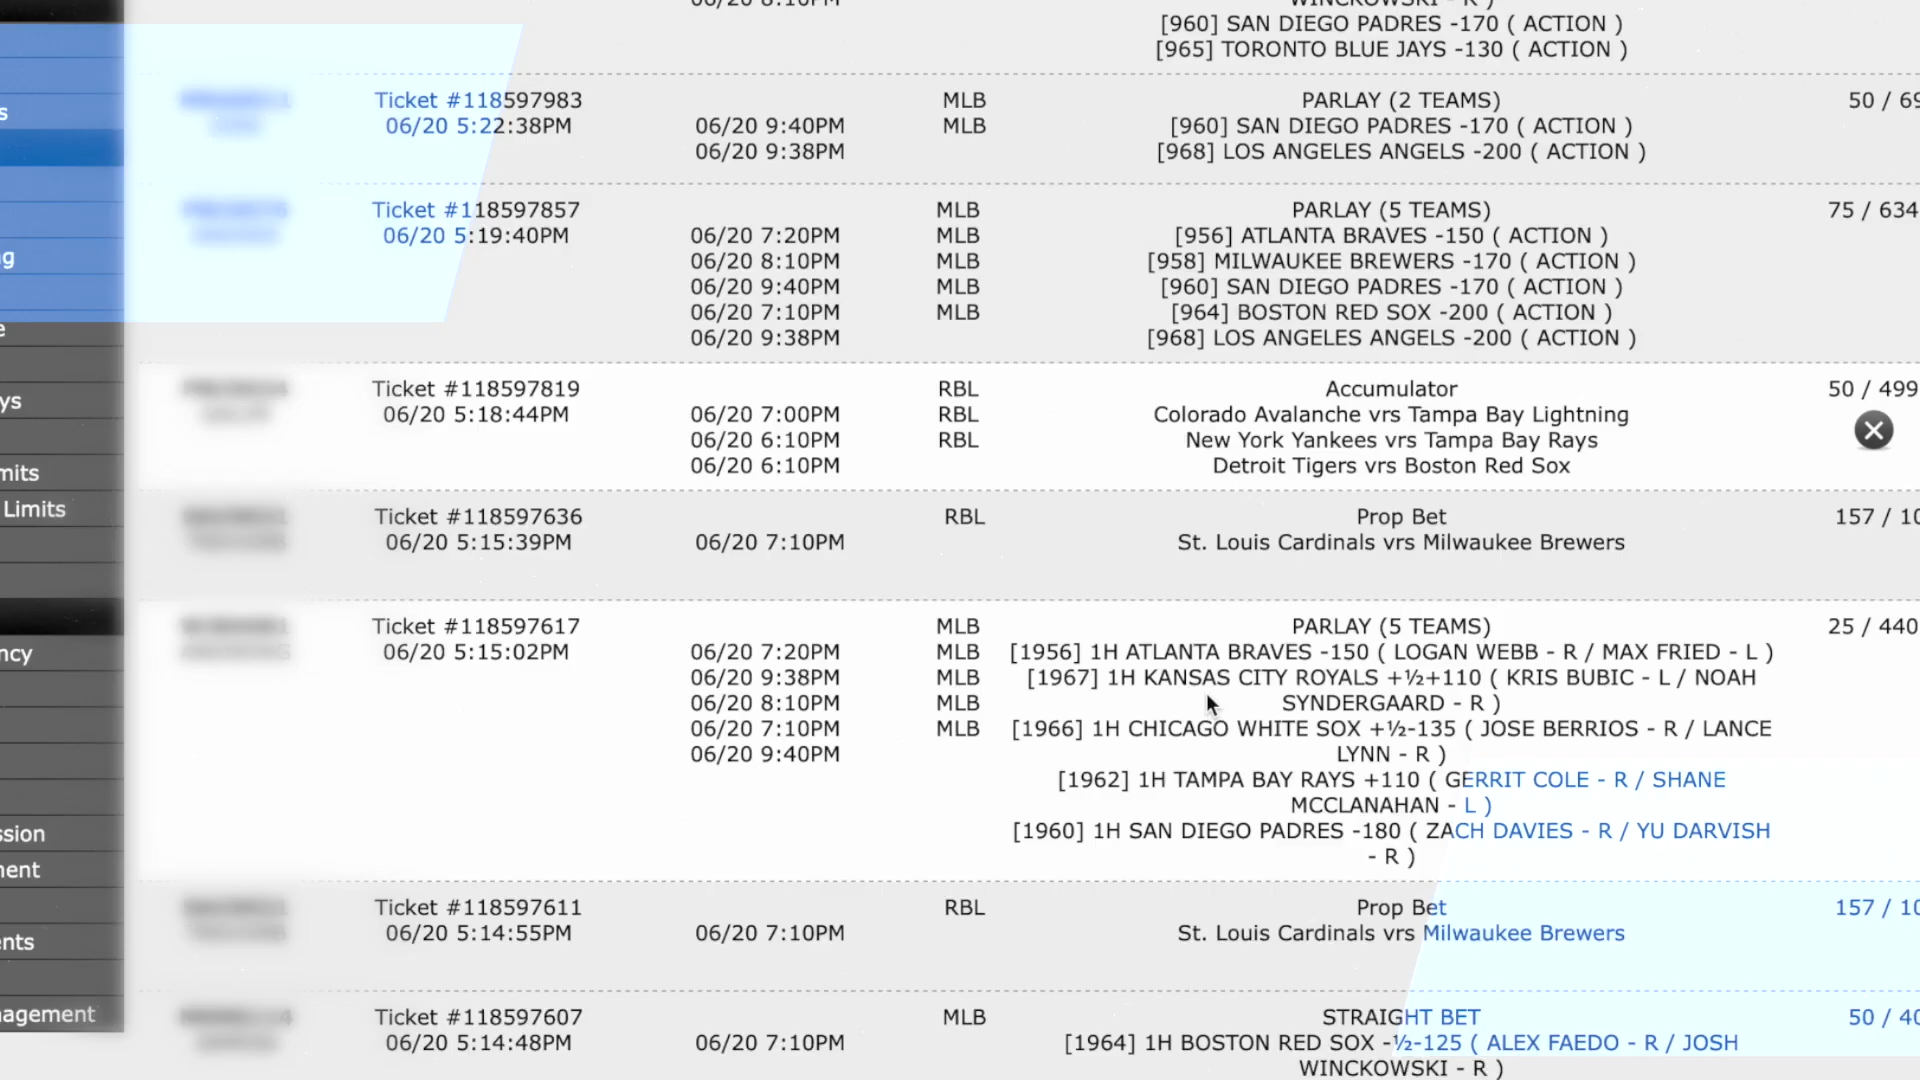 [960] SAN DIEGO PADRES -170 ( ACTION )
[965] TORONTO BLUE JAYS -130 ( ACTION )
Ticket #118597983 MLB PARLAY (2 TEAMS)
06/20 5:22:38PM 06/20 9:40PM MLB [960] SAN DIEGO PADRES -170 ( ACTION )
06/20 9:38PM [968] LOS ANGELES ANGELS -200 ( ACTION )
Ticket #118597857 MLB PARLAY (5 TEAMS) 75 / 634
06/20 5:19:40PM 06/20 7:20PM MLB [956] ATLANTA BRAVES -150 ( ACTION )
06/20 8:10PM MLB [958] MILWAUKEE BREWERS -170 ( ACTION )
06/20 9:40PM MLB [960] SAN DIEGO PADRES -170 ( ACTION )
06/20 7:10PM MLB [964] BOSTON RED SOX -200 ( ACTION )
06/20 9:38PM [968] LOS ANGELES ANGELS -200 ( ACTION )
Ticket #118597819 RBL Accumulator 50 / 499
06/20 5:18:44PM 06/20 7:00PM RBL Colorado Avalanche vrs Tampa Bay Lightning
06/20 6:10PM RBL New York Yankees vrs Tampa Bay Rays
06/20 6:10PM Detroit Tigers vrs Boston Red Sox
Limits
Ticket #118597636 RBL Prop Bet 157 / 10
06/20 5:15:39PM 06/20 7:10PM St. Louis Cardinals vrs Milwaukee Brewers
Ticket #118597617 MLB PARLAY (5 TEAMS) 25 / 440
06/20 5:15:02PM 06/20 7:20PM MLB [1956] 1H ATLANTA BRAVES -150 ( LOGAN WEBB - R / MAX FRIED - L )
06/20 9:38PM MLB [1967] 1H KANSAS CITY ROYALS +½+110 ( KRIS BUBIC - L / NOAH
06/20 8:10PM MLB SYNDERGAARD - R )
06/20 7:10PM MLB [1966] 1H CHICAGO WHITE SOX +½-135 ( JOSE BERRIOS - R / LANCE
06/20 9:40PM LYNN - R )
[1962] 1H TAMPA BAY RAYS +110 ( GERRIT COLE - R / SHANE
MCCLANAHAN - L )
[1960] 1H SAN DIEGO PADRES -180 ( ZACH DAVIES - R / YU DARVISH
- R )
Ticket #118597611 RBL Prop Bet 157 / 10
06/20 5:14:55PM 06/20 7:10PM St. Louis Cardinals vrs Milwaukee Brewers
Ticket #118597607 MLB STRAIGHT BET 50 / 40
06/20 5:14:48PM 06/20 7:10PM [1964] 1H BOSTON RED SOX -½-125 ( ALEX FAEDO - R / JOSH
WINCKOWSKI - R )